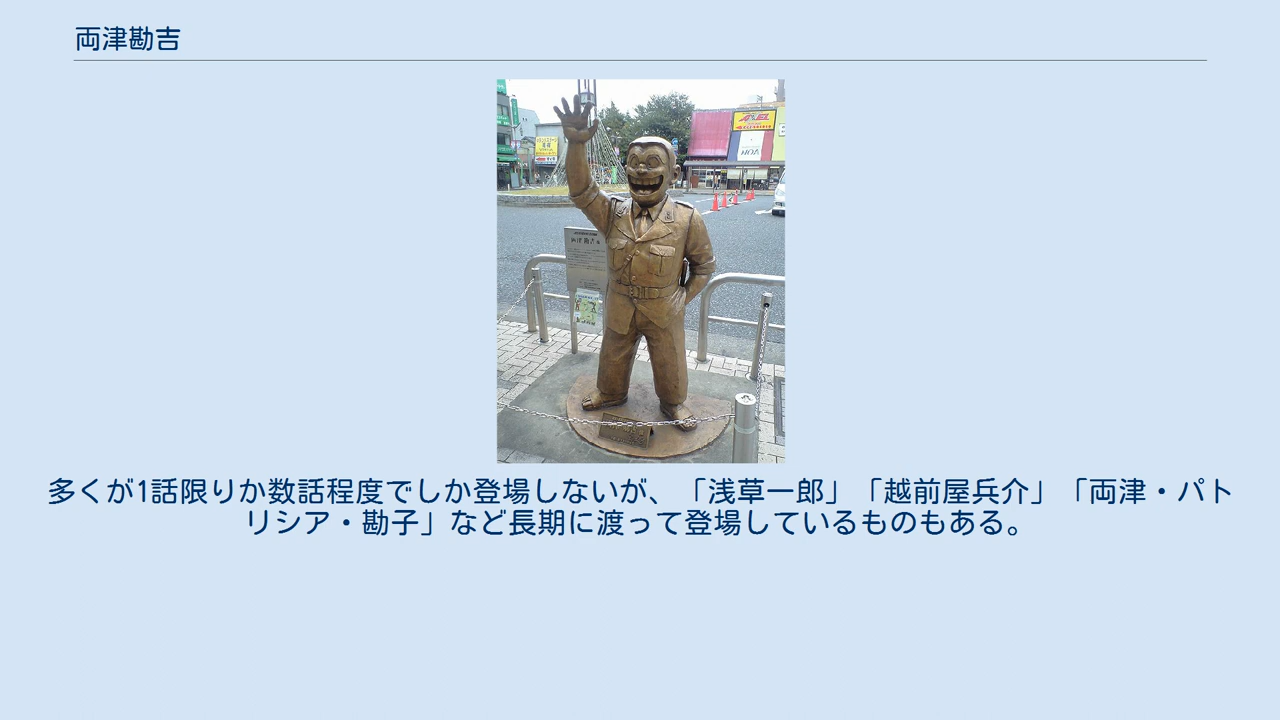 両津勘吉
多くが1話限りか数話程度でしか登場しないが、「浅草一郎」「越前屋兵介」「両津・パト
リシア・勘子」など長期に渡って登場しているものもある。